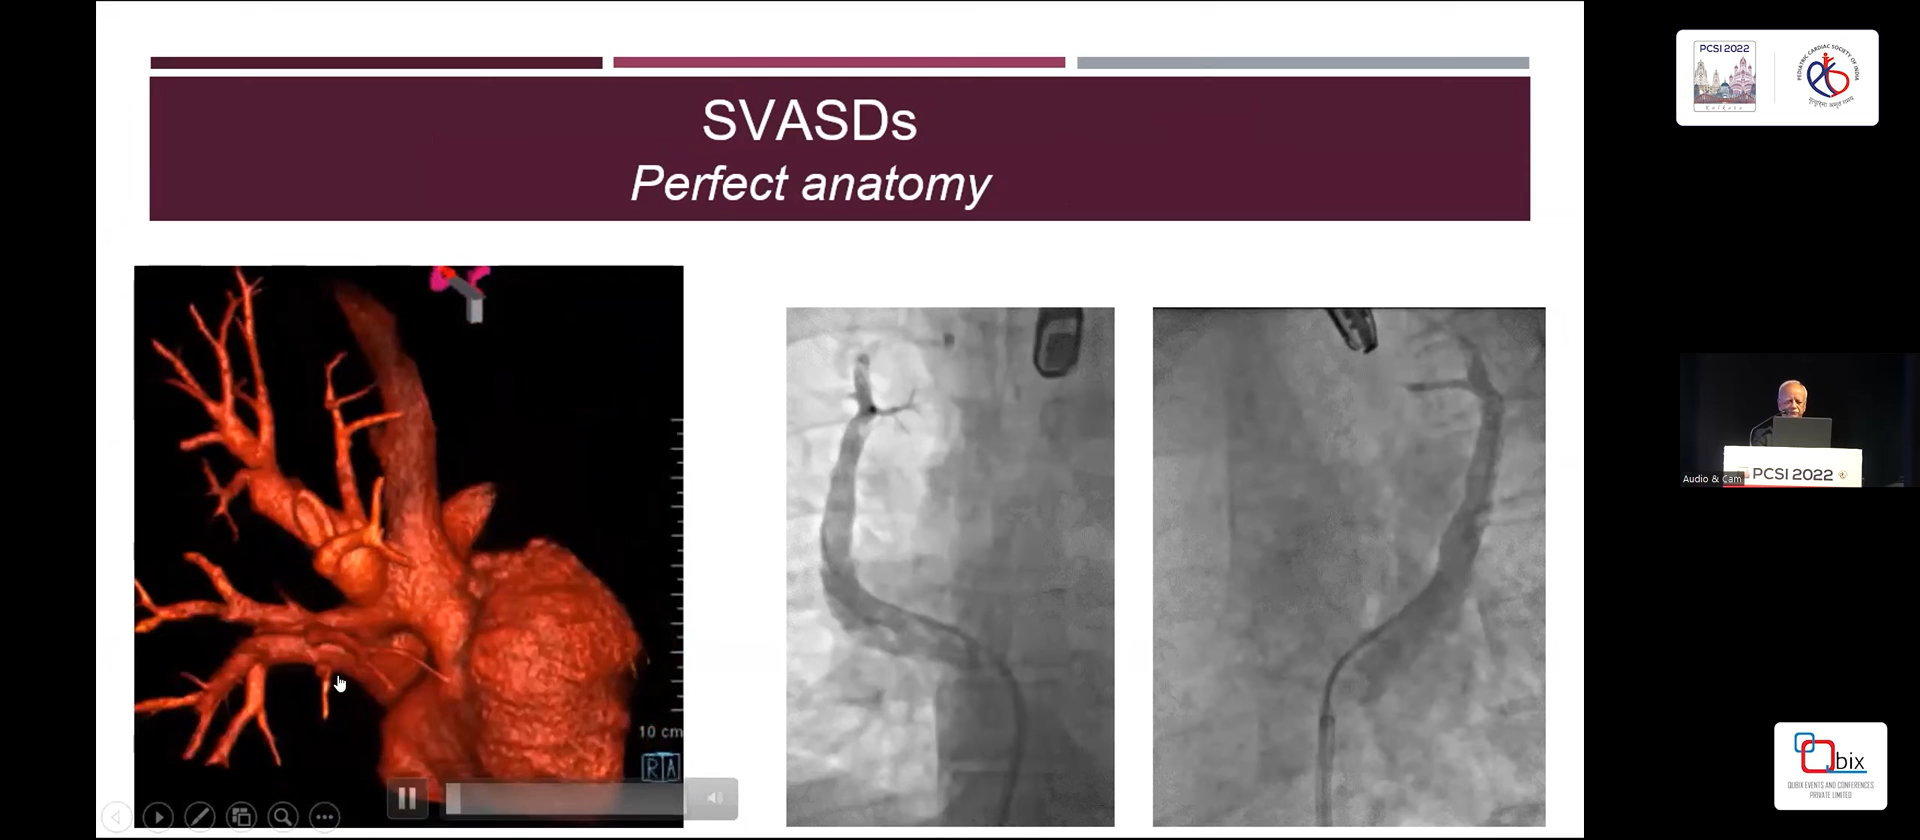 SVASDs
Perfect anatomy
10 cm
R A
PCSI 2022
Kolkata
PEDIATRIC CARDIAC SOCIETY OF INDIA
Audio & Cam
PCSI 2022
Qbix
QUBIX EVENTS AND CONFERENCES
PRIVATE LIMITED